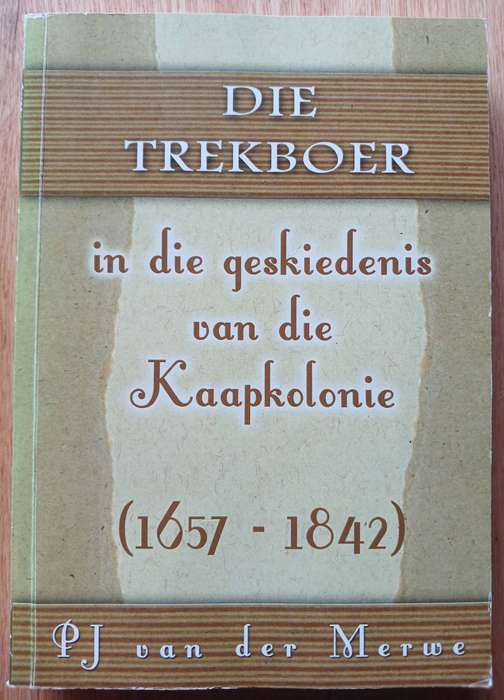 DIE
TREKBOER
in die geskiedenis
van die
Kaapkolonie
(1657 - 1842)
PJ van der Merwe